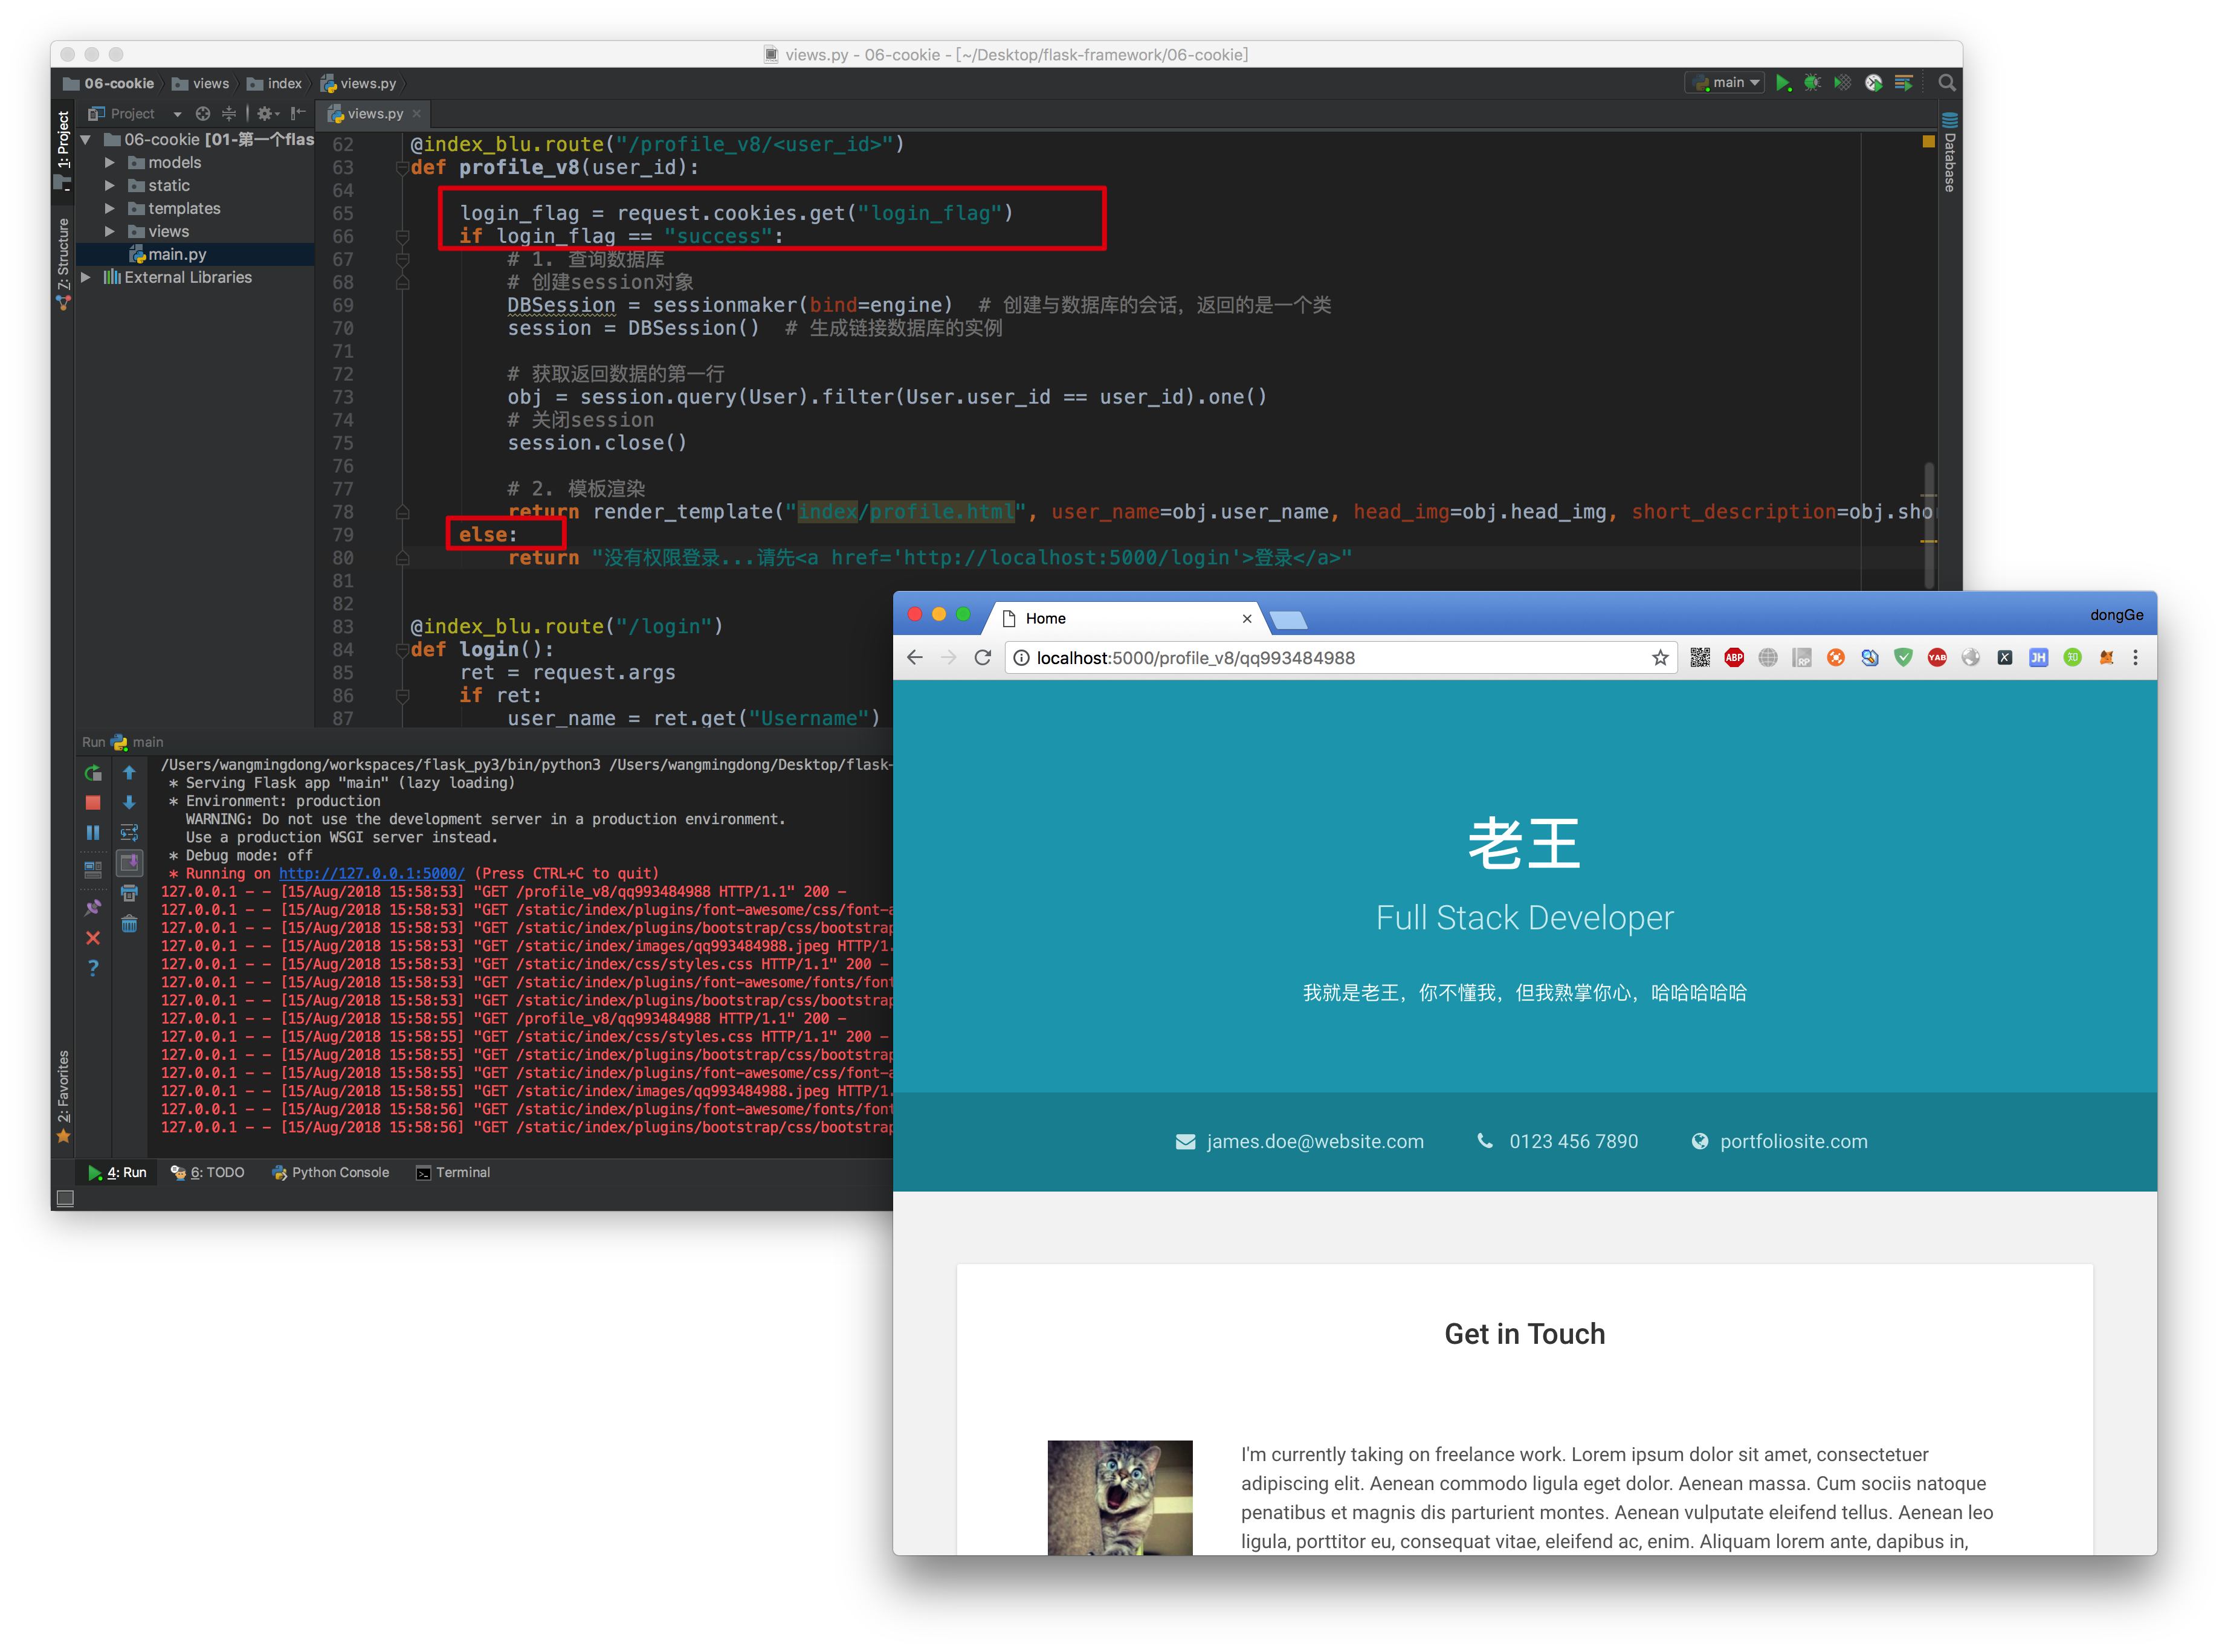 views.py - 06-cookie - [~/Desktop/flask-framework/06-cookie]
06-cookie views index views.py
main
Project
views.py
1: Project
7: Structure
2: Favorites
Database
06-cookie [01-第一个flas
models
static
templates
views
main.py
External Libraries
62 @index_blu.route("/profile_v8/<user_id>")
63 def profile_v8(user_id):
64
65 login_flag = request.cookies.get("login_flag")
66 if login_flag == "success":
67 # 1. 查询数据库
68 # 创建session对象
69 DBSession = sessionmaker(bind=engine) # 创建与数据库的会话，返回的是一个类
70 session = DBSession() # 生成链接数据库的实例
71
72 # 获取返回数据的第一行
73 obj = session.query(User).filter(User.user_id == user_id).one()
74 # 关闭session
75 session.close()
76
77 # 2. 模板渲染
78 return render_template("index/profile.html", user_name=obj.user_name, head_img=obj.head_img, short_description=obj.sho
79 else:
80 return "没有权限登录...请先<a href='http://localhost:5000/login'>登录</a>"
81
82
83 @index_blu.route("/login")
84 def login():
85 ret = request.args
86 if ret:
87 user_name = ret.get("Username")
Run main
/Users/wangmingdong/workspaces/flask_py3/bin/python3 /Users/wangmingdong/Desktop/flask-
* Serving Flask app "main" (lazy loading)
* Environment: production
WARNING: Do not use the development server in a production environment.
Use a production WSGI server instead.
* Debug mode: off
* Running on http://127.0.0.1:5000/ (Press CTRL+C to quit)
127.0.0.1 - - [15/Aug/2018 15:58:53] "GET /profile_v8/qq993484988 HTTP/1.1" 200 -
127.0.0.1 - - [15/Aug/2018 15:58:53] "GET /static/index/plugins/font-awesome/css/font-a
127.0.0.1 - - [15/Aug/2018 15:58:53] "GET /static/index/plugins/bootstrap/css/bootstrap
127.0.0.1 - - [15/Aug/2018 15:58:53] "GET /static/index/images/qq993484988.jpeg HTTP/1.
127.0.0.1 - - [15/Aug/2018 15:58:53] "GET /static/index/css/styles.css HTTP/1.1" 200 -
127.0.0.1 - - [15/Aug/2018 15:58:53] "GET /static/index/plugins/font-awesome/fonts/font
127.0.0.1 - - [15/Aug/2018 15:58:53] "GET /static/index/plugins/bootstrap/css/bootstrap
127.0.0.1 - - [15/Aug/2018 15:58:55] "GET /profile_v8/qq993484988 HTTP/1.1" 200 -
127.0.0.1 - - [15/Aug/2018 15:58:55] "GET /static/index/css/styles.css HTTP/1.1" 200 -
127.0.0.1 - - [15/Aug/2018 15:58:55] "GET /static/index/plugins/bootstrap/css/bootstrap
127.0.0.1 - - [15/Aug/2018 15:58:55] "GET /static/index/plugins/font-awesome/css/font-a
127.0.0.1 - - [15/Aug/2018 15:58:55] "GET /static/index/images/qq993484988.jpeg HTTP/1.
127.0.0.1 - - [15/Aug/2018 15:58:56] "GET /static/index/plugins/font-awesome/fonts/font
127.0.0.1 - - [15/Aug/2018 15:58:56] "GET /static/index/plugins/bootstrap/css/bootstrap
4: Run 6: TODO Python Console Terminal
Home
dongGe
localhost:5000/profile_v8/qq993484988
ABP RP YAB X JH 知
老王
Full Stack Developer
我就是老王，你不懂我，但我熟掌你心，哈哈哈哈哈
james.doe@website.com 0123 456 7890 portfoliosite.com
Get in Touch
I'm currently taking on freelance work. Lorem ipsum dolor sit amet, consectetuer
adipiscing elit. Aenean commodo ligula eget dolor. Aenean massa. Cum sociis natoque
penatibus et magnis dis parturient montes. Aenean vulputate eleifend tellus. Aenean leo
ligula, porttitor eu, consequat vitae, eleifend ac, enim. Aliquam lorem ante, dapibus in,